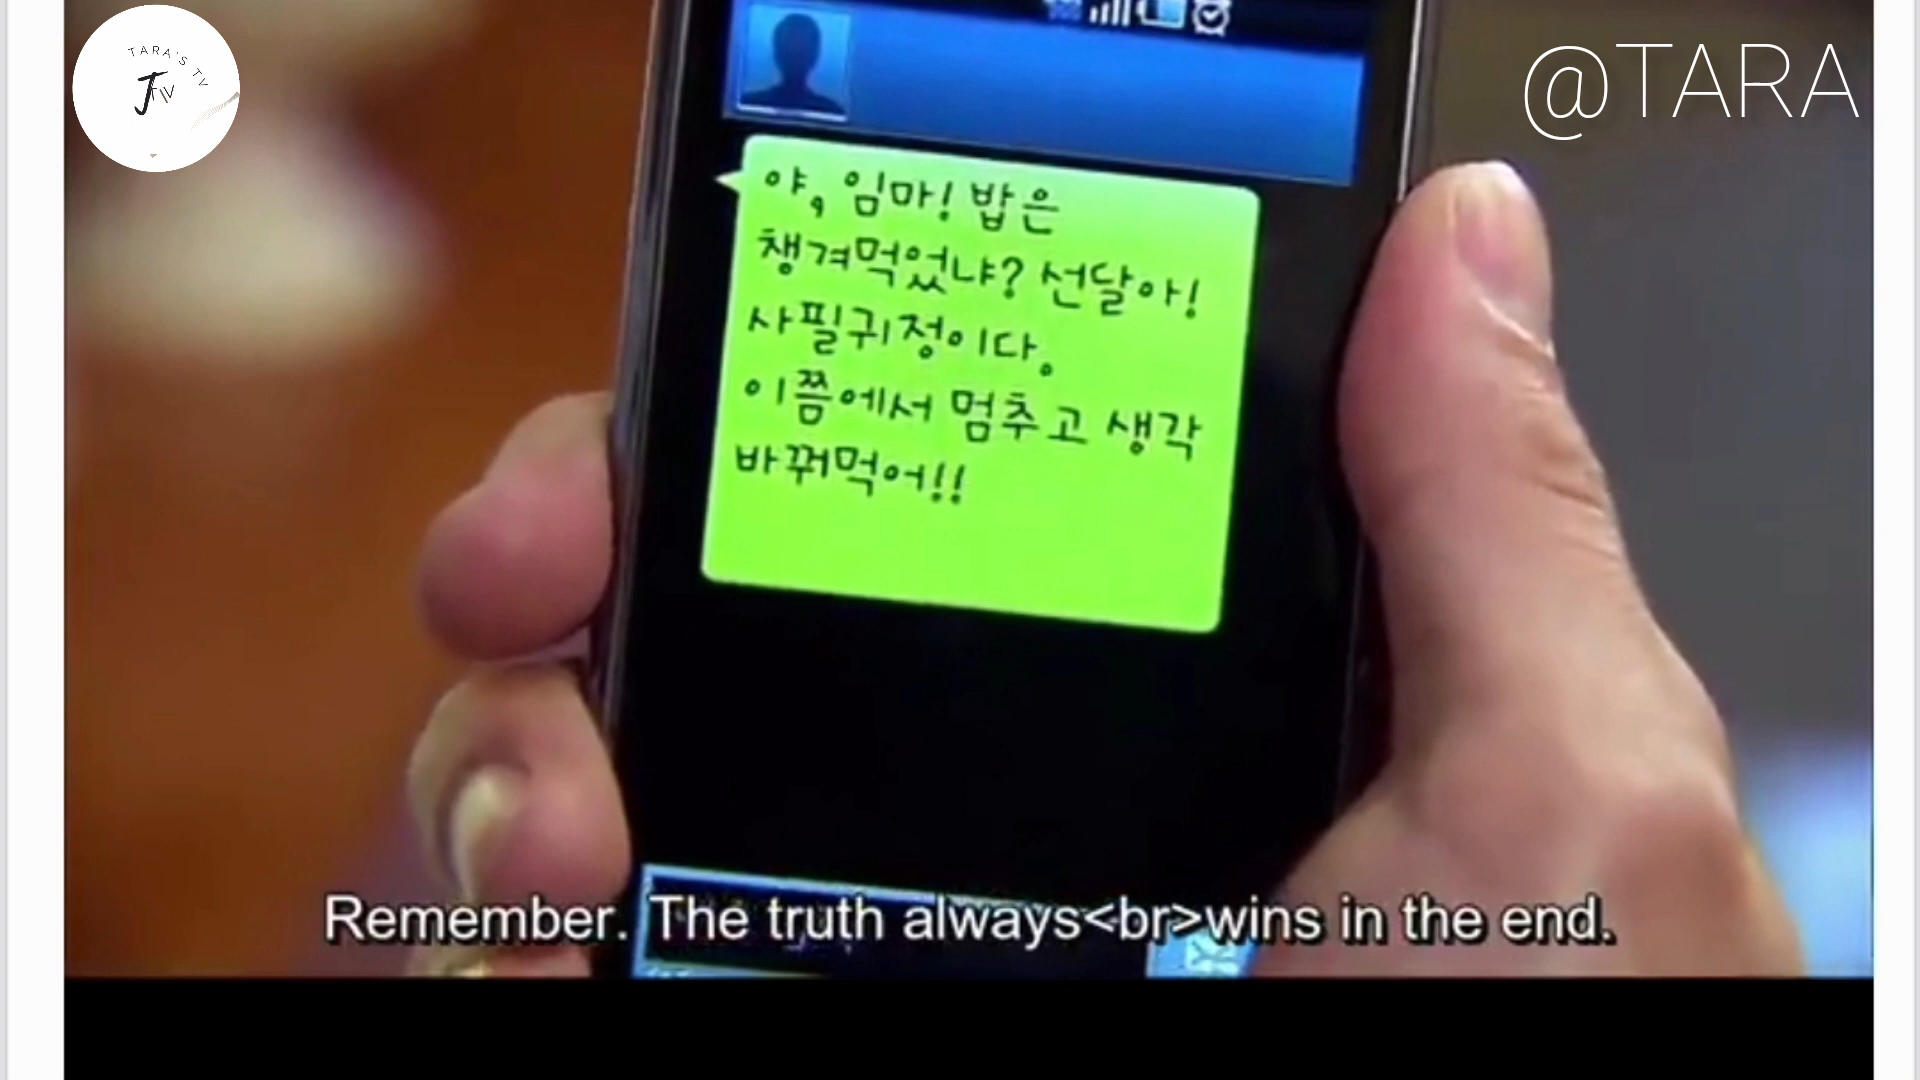 TARA'S TV
@TARA
야, 임마! 밥은
챙겨먹었냐? 선달아!
사필귀정이다.
이쯤에서 멈추고 생각
바꿔먹어!!
Remember. The truth always<br>wins in the end.